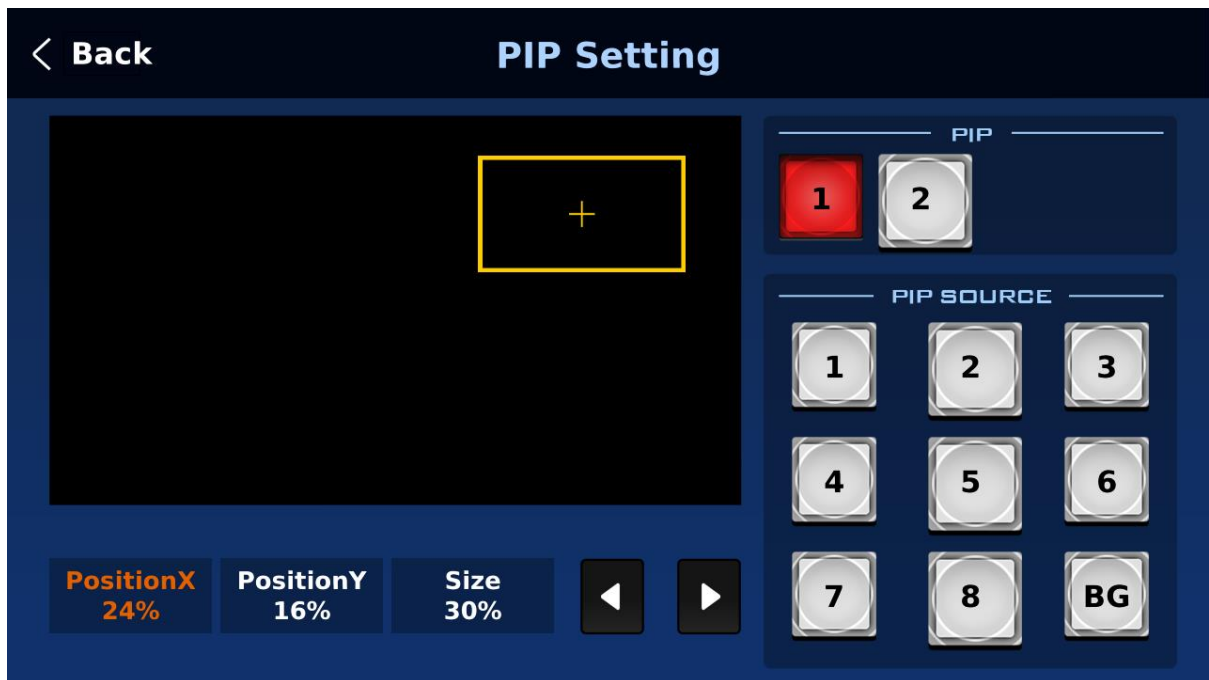 Back
PIP Setting
PIP
1 2
PIP SOURCE
1 2 3
4 5 6
7 8 BG
PositionX PositionY Size
24% 16% 30%